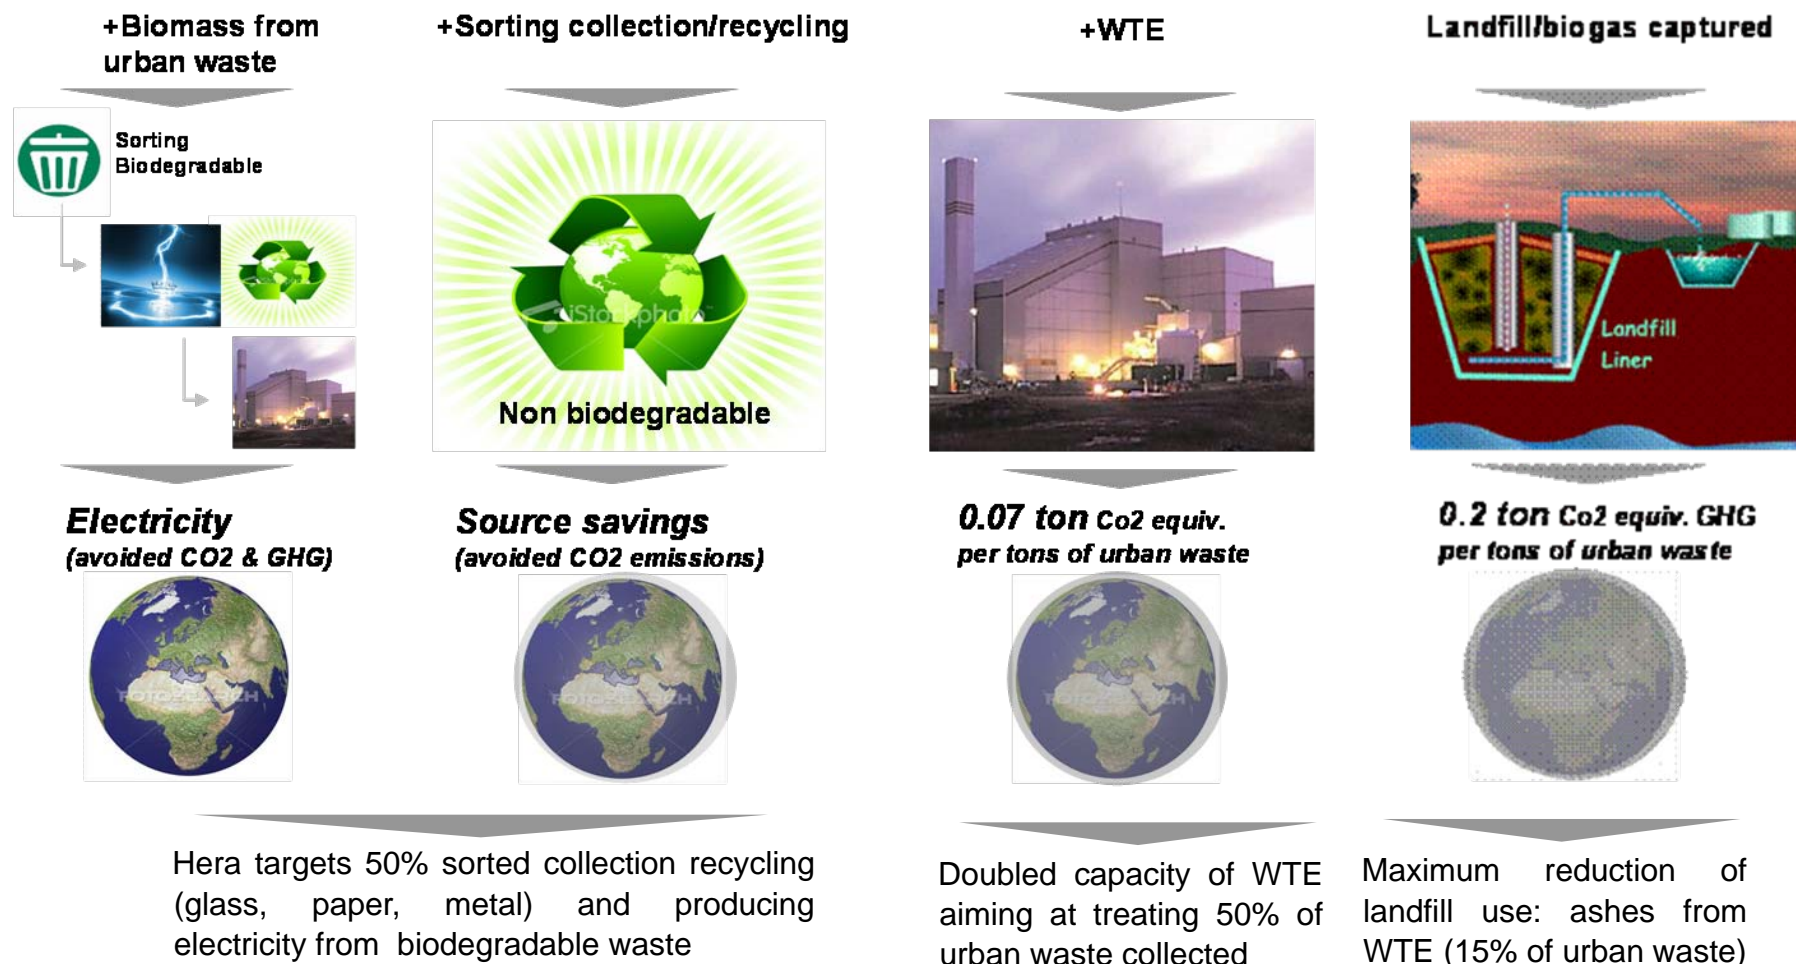 +Biomass from
urban waste
+Sorting collection/recycling
+WTE
Landfill/biogas captured
Sorting
Biodegradable
iStockphoto
Non biodegradable
Landfill
Liner
Electricity
(avoided CO2 & GHG)
Source savings
(avoided CO2 emissions)
0.07 ton Co2 equiv.
per tons of urban waste
0.2 ton Co2 equiv. GHG
per tons of urban waste
FOTOSEARCH
FOTOSEARCH
FOTOSEARCH
Hera targets 50% sorted collection recycling
(glass, paper, metal) and producing
electricity from biodegradable waste
Doubled capacity of WTE
aiming at treating 50% of
urban waste collected
Maximum reduction of
landfill use: ashes from
WTE (15% of urban waste)